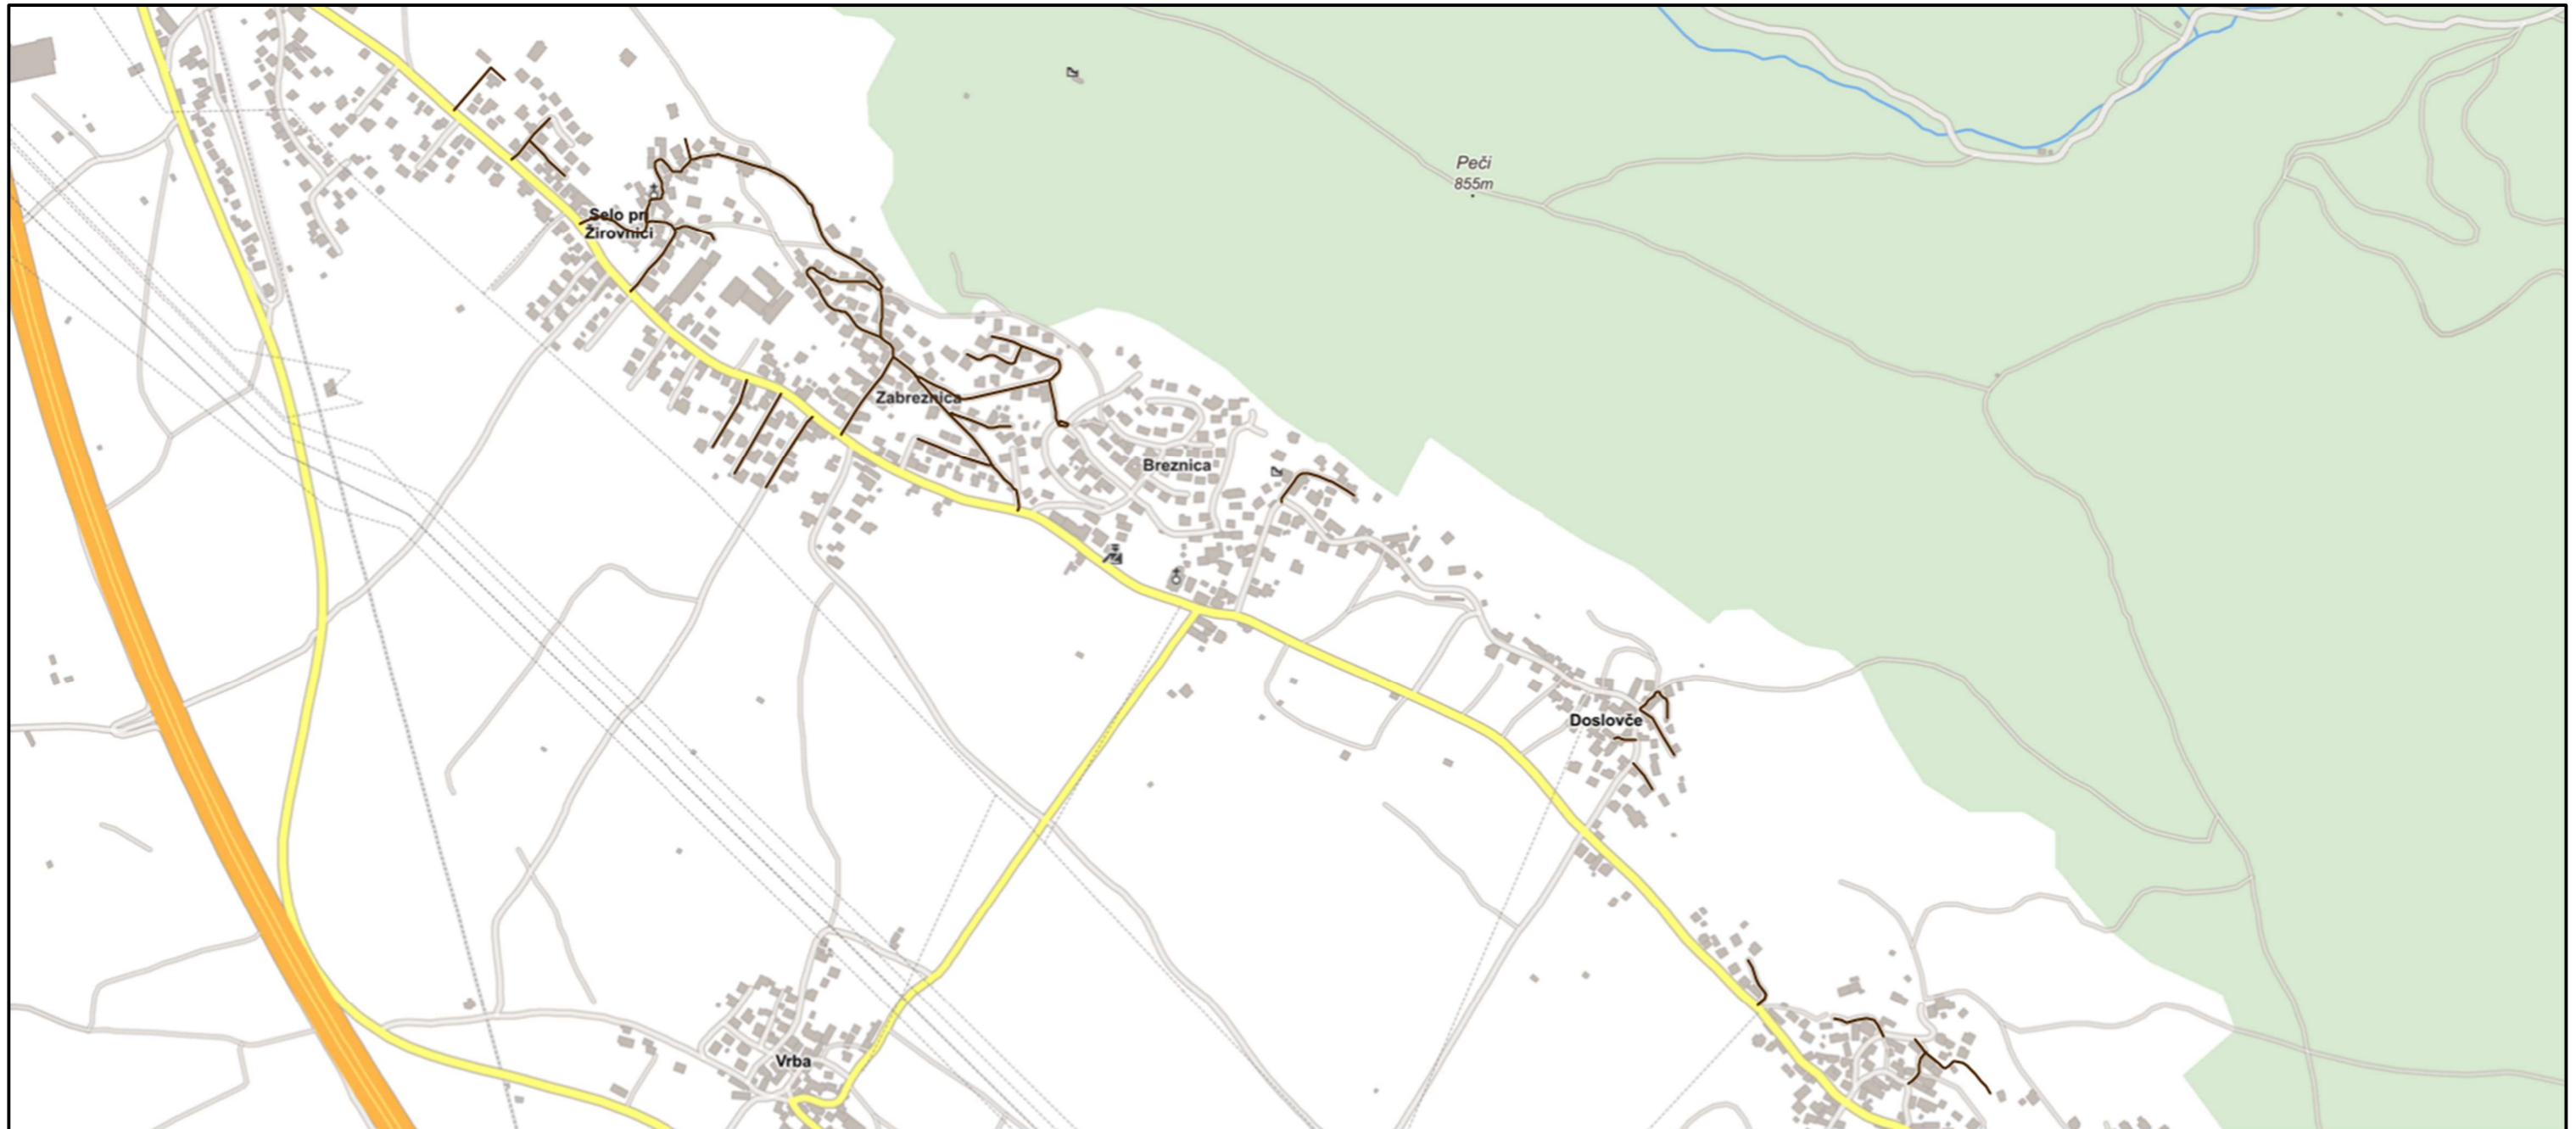 Peči
855m
Selo pri
Žirovnici
Zabreznica
Breznica
Doslovče
Vrba